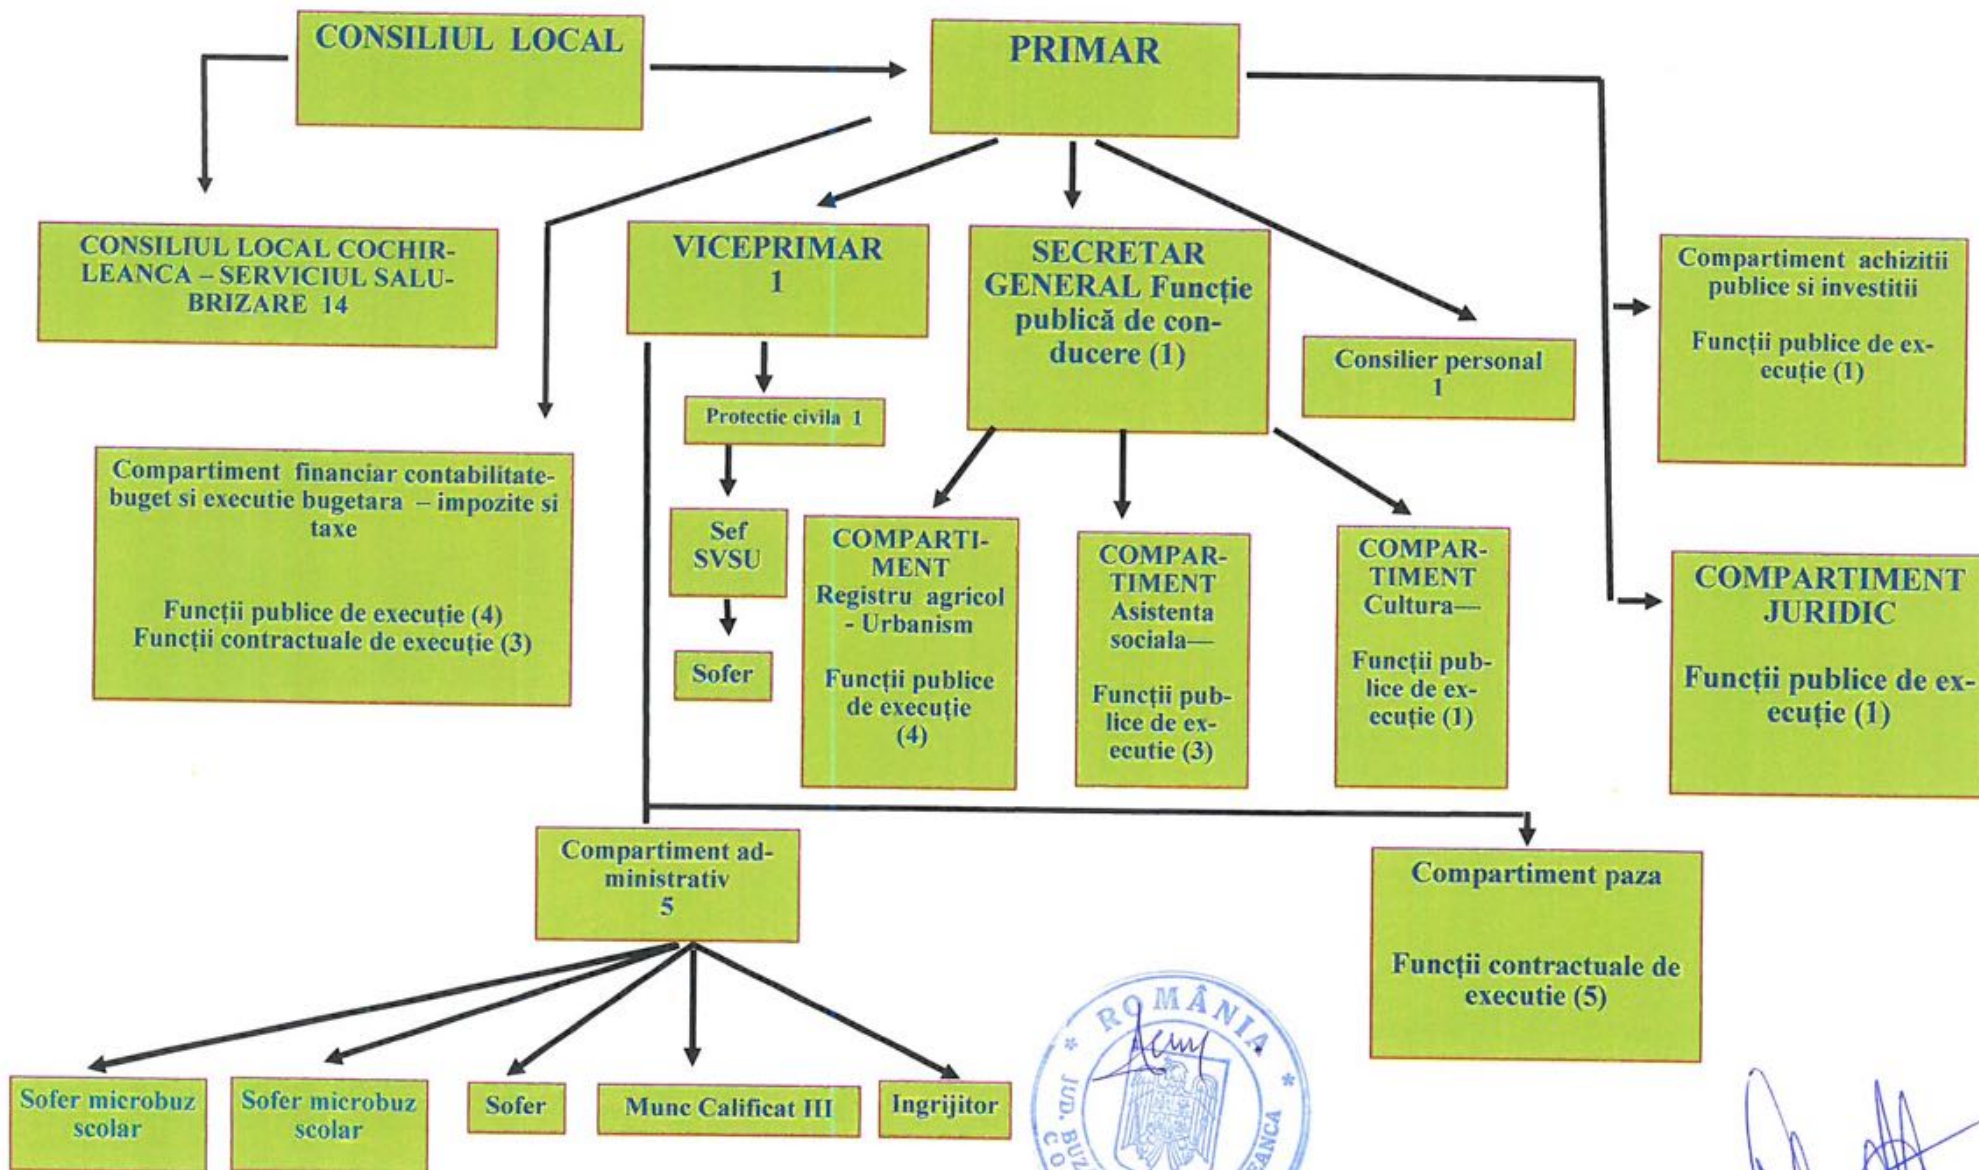 CONSILIUL LOCAL
PRIMAR
CONSILIUL LOCAL COCHIR-
LEANCA – SERVICIUL SALU-
BRIZARE 14
VICEPRIMAR
1
SECRETAR
GENERAL Funcție
publică de con-
ducere (1)
Consilier personal
1
Compartiment achizitii
publice si investitii
Funcții publice de ex-
ecuție (1)
Protectie civila 1
Compartiment financiar contabilitate-
buget si executie bugetara – impozite si
taxe
Funcții publice de execuție (4)
Funcții contractuale de execuție (3)
Sef
SVSU
Sofer
COMPARTI-
MENT
Registru agricol
- Urbanism
Funcții publice
de execuție
(4)
COMPAR-
TIMENT
Asistenta
sociala—
Funcții pub-
lice de ex-
ecutie (3)
COMPAR-
TIMENT
Cultura—
Funcții pub-
lice de ex-
ecuție (1)
COMPARTIMENT
JURIDIC
Funcții publice de ex-
ecuție (1)
Compartiment ad-
ministrativ
5
Compartiment paza
Funcții contractuale de
executie (5)
Sofer microbuz
scolar
Sofer microbuz
scolar
Sofer
Munc Calificat III
Ingrijitor
ROMÂNIA
JUD. BUZ